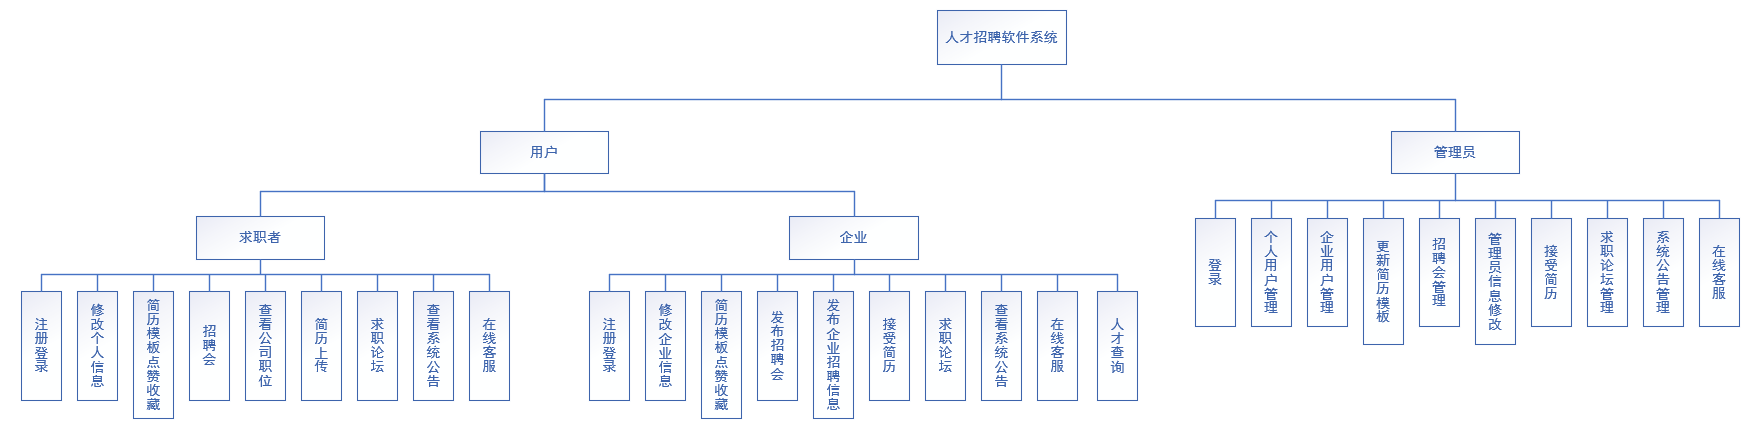 人才招聘软件系统
用户
管理员
求职者
企业
注册登录
修改个人信息
简历模板点赞收藏
招聘会
查看公司职位
简历上传
求职论坛
查看系统公告
在线客服
注册登录
修改企业信息
简历模板点赞收藏
发布招聘会
发布企业招聘信息
接受简历
求职论坛
查看系统公告
在线客服
人才查询
登录
个人用户管理
企业用户管理
更新简历模板
招聘会管理
管理员信息修改
接受简历
求职论坛管理
系统公告管理
在线客服